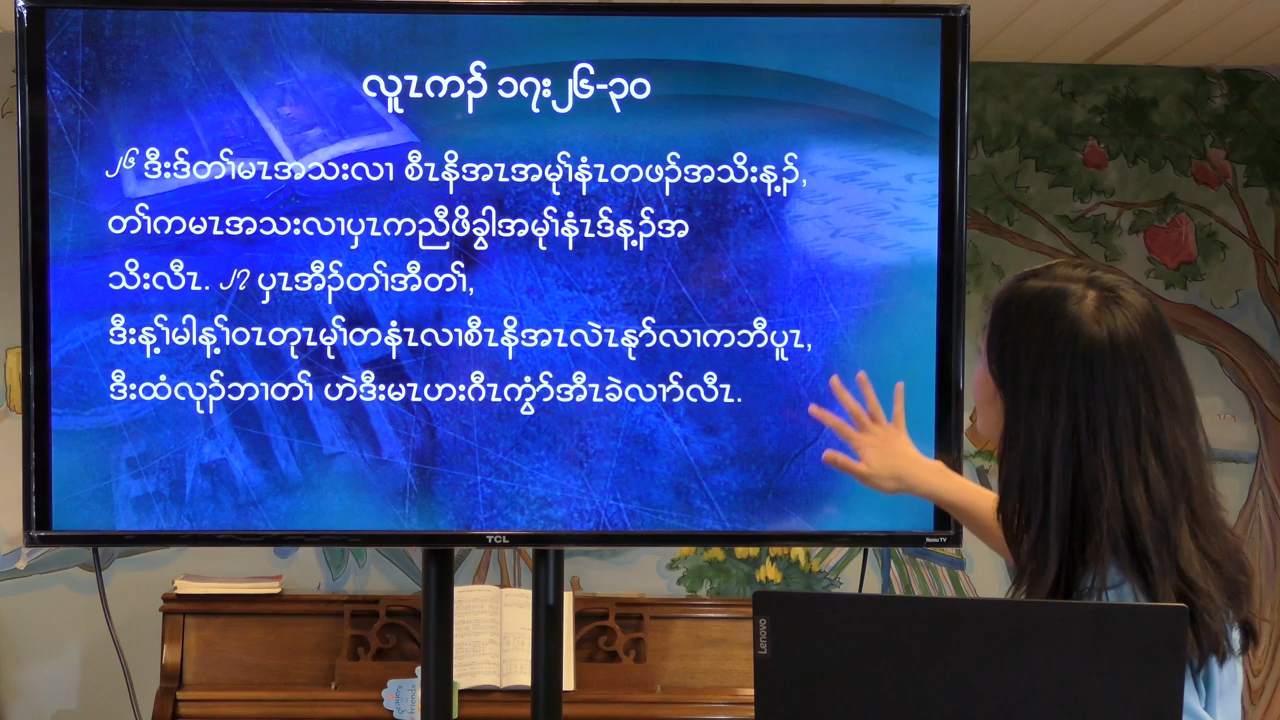 လူၤကၣ် ၁၇း၂၆-၃၀
၂၆ ဒီးဒ်တၢ်မၤအသးလၢ စီၤနိအၤအမုၢ်နံၤတဖၣ်အသိးန့ၣ်,
တၢ်ကမၤအသးလၢပှၤကညီဖိခွါအမုၢ်နံၤဒ်န့ၣ်အ
သိးလီၤ. ၂၇ ပှၤအီၣ်တၢ်အီတၢ်,
ဒီးန့ၢ်မါန့ၢ်ဝၤတုၤမုၢ်တနံၤလၢစီၤနိအၤလဲၤနုာ်လၢကဘီပူၤ,
ဒီးထံလုၣ်ဘၢတၢ် ဟဲဒီးမၤဟးဂီၤကွံာ်အီၤခဲလၢာ်လီၤ.
TCL
Roku TV
Lenovo